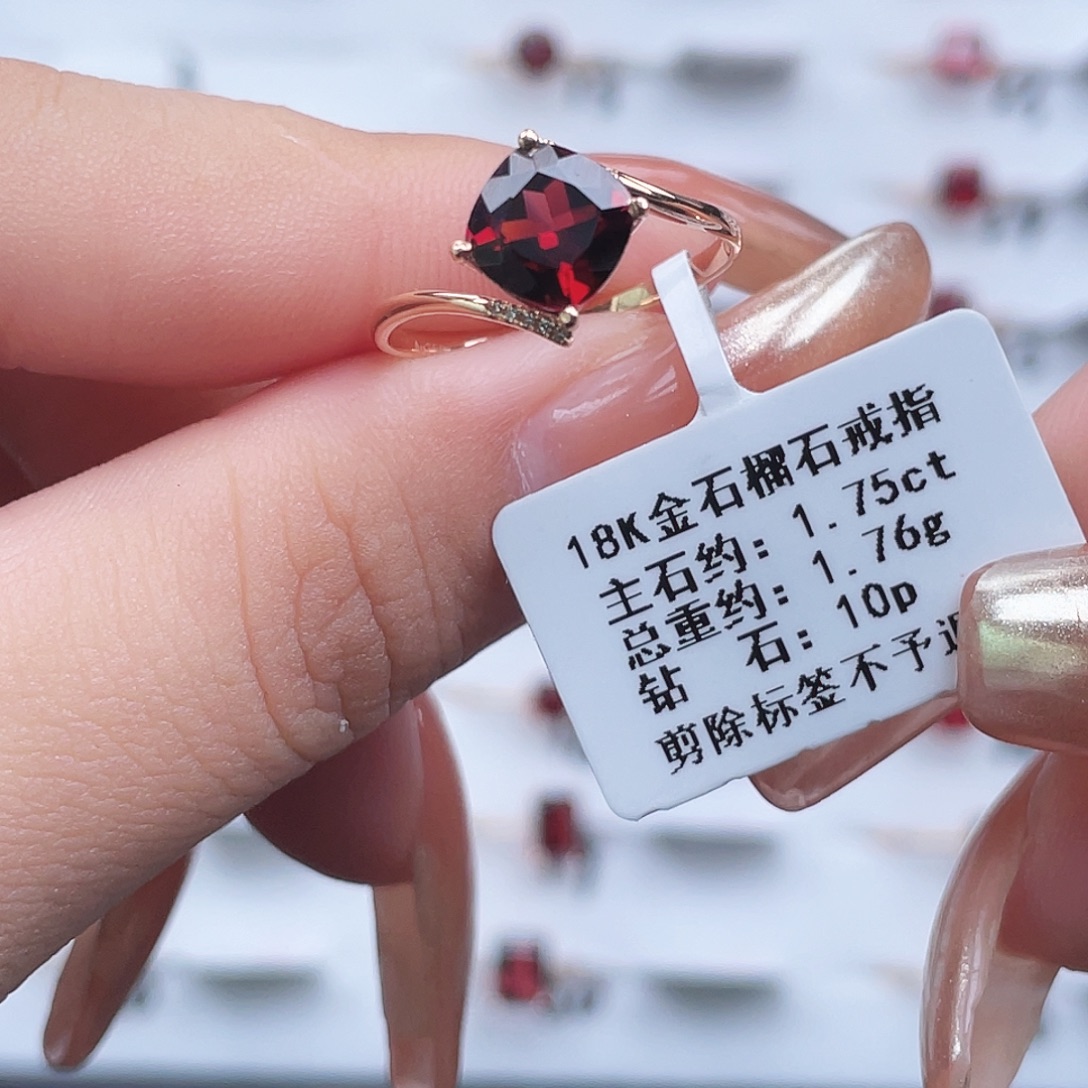 18K金石榴石戒指
主石约：1.75ct
总重约：1.76g
钻 石：10p
剪除标签不予